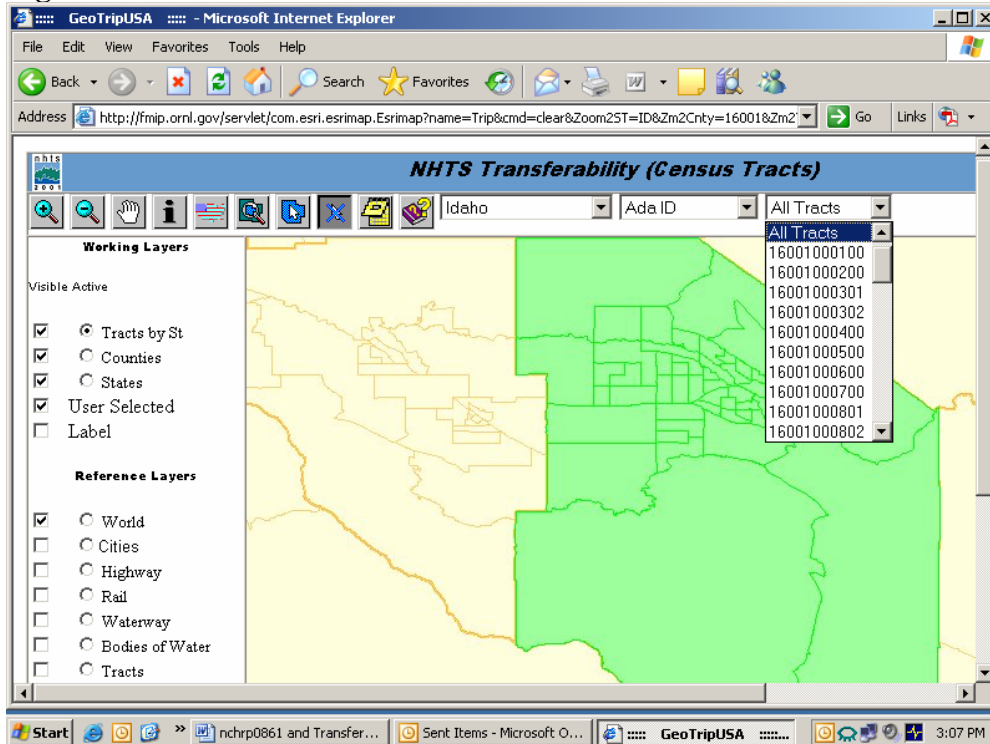 ::::: GeoTripUSA ::::: - Microsoft Internet Explorer
File Edit View Favorites Tools Help
Back Search Favorites
Address http://fmip.ornl.gov/servlet/com.esri.esrimap.Esrimap?name=Trip&cmd=clear&Zoom2ST=ID&Zm2Cnty=16001&Zm2 Go Links
nhts
2001
NHTS Transferability (Census Tracts)
Idaho Ada ID All Tracts
All Tracts
16001000100
16001000200
16001000301
16001000302
16001000400
16001000500
16001000600
16001000700
16001000801
16001000802
Working Layers
Visible Active
Tracts by St
Counties
States
User Selected
Label
Reference Layers
World
Cities
Highway
Rail
Waterway
Bodies of Water
Tracts
Start » nchrp0861 and Transfer... Sent Items - Microsoft O... ::::: GeoTripUSA :::::... 3:07 PM